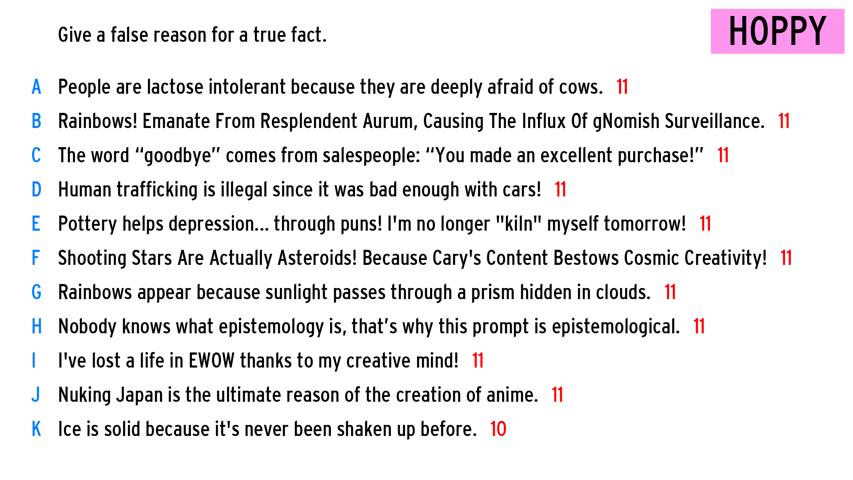 Give a false reason for a true fact.
HOPPY
A People are lactose intolerant because they are deeply afraid of cows. 11
B Rainbows! Emanate From Resplendent Aurum, Causing The Influx Of gNomish Surveillance. 11
C The word “goodbye” comes from salespeople: “You made an excellent purchase!” 11
D Human trafficking is illegal since it was bad enough with cars! 11
E Pottery helps depression... through puns! I'm no longer "kiln" myself tomorrow! 11
F Shooting Stars Are Actually Asteroids! Because Cary's Content Bestows Cosmic Creativity! 11
G Rainbows appear because sunlight passes through a prism hidden in clouds. 11
H Nobody knows what epistemology is, that’s why this prompt is epistemological. 11
I I've lost a life in EWOW thanks to my creative mind! 11
J Nuking Japan is the ultimate reason of the creation of anime. 11
K Ice is solid because it's never been shaken up before. 10